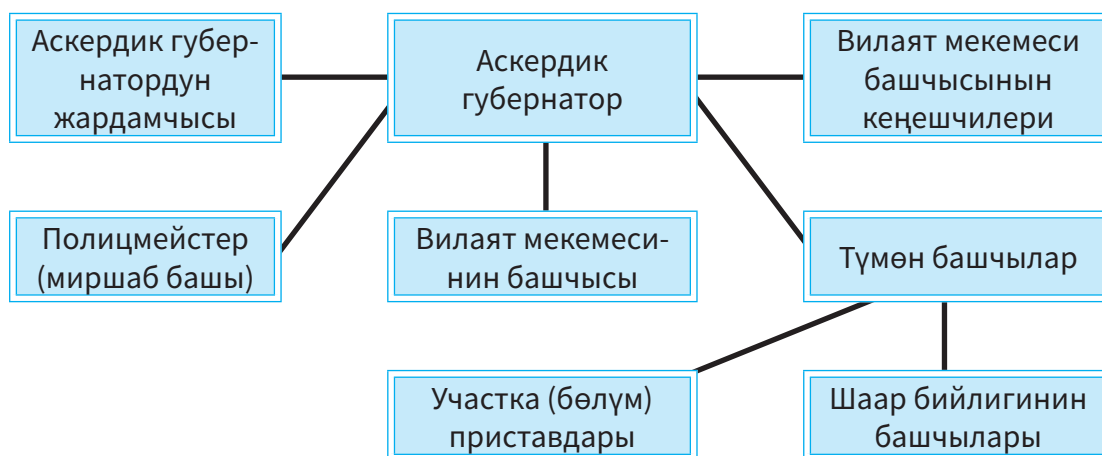 Аскердик губер-
натордун
жардамчысы
Аскердик
губернатор
Вилаят мекемеси
башчысынын
кеңешчилери
Полицмейстер
(миршаб башы)
Вилаят мекемеси-
нин башчысы
Түмөн башчылар
Участка (бөлүм)
приставдары
Шаар бийлигинин
башчылары